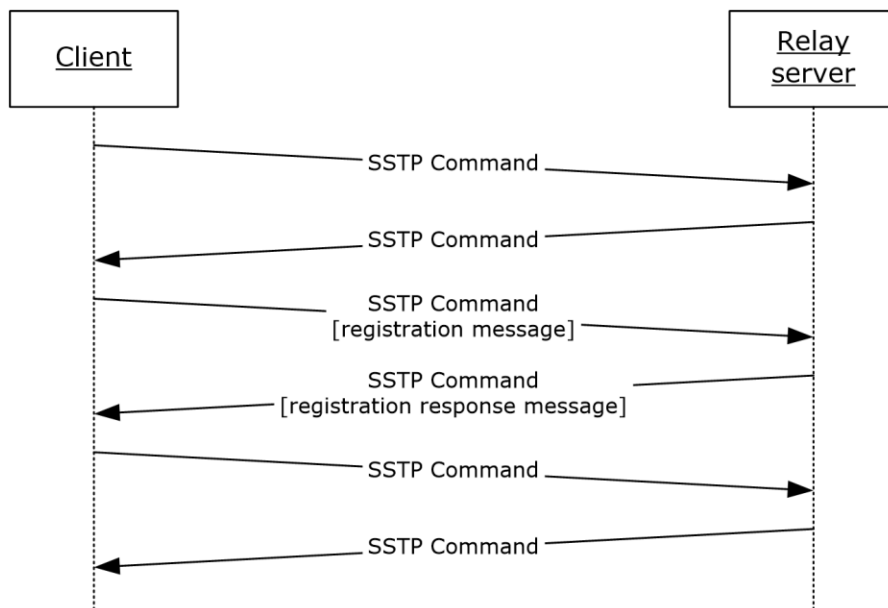 Client
Relay
server
SSTP Command
SSTP Command
SSTP Command
[registration message]
SSTP Command
[registration response message]
SSTP Command
SSTP Command